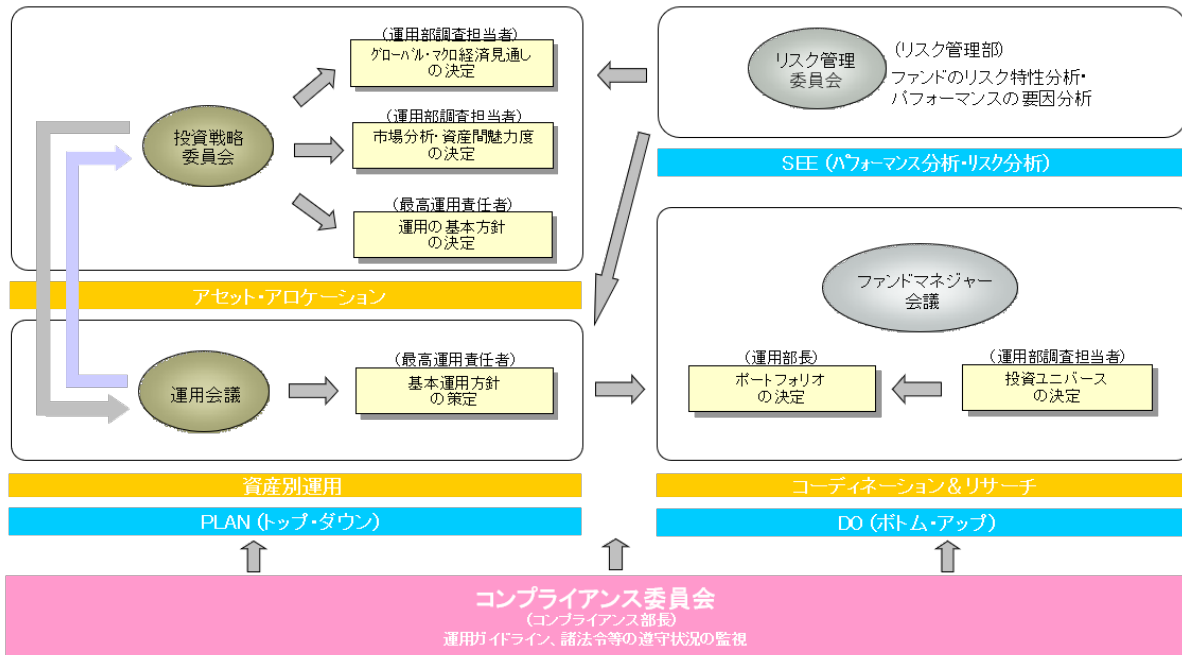 (運用部調査担当者)
グローバル・マクロ経済見通し
の決定
投資戦略
委員会
(運用部調査担当者)
市場分析・資産間魅力度
の決定
(最高運用責任者)
運用の基本方針
の決定
アセット・アロケーション
運用会議
(最高運用責任者)
基本運用方針
の策定
資産別運用
PLAN (トップ・ダウン)
リスク管理
委員会
(リスク管理部)
ファンドのリスク特性分析・
パフォーマンスの要因分析
SEE (パフォーマンス分析・リスク分析)
ファンドマネジャー
会議
(運用部長)
ポートフォリオ
の決定
(運用部調査担当者)
投資ユニバース
の決定
コーディネーション&リサーチ
DO (ボトム・アップ)
コンプライアンス委員会
(コンプライアンス部長)
運用ガイドライン、諸法令等の遵守状況の監視